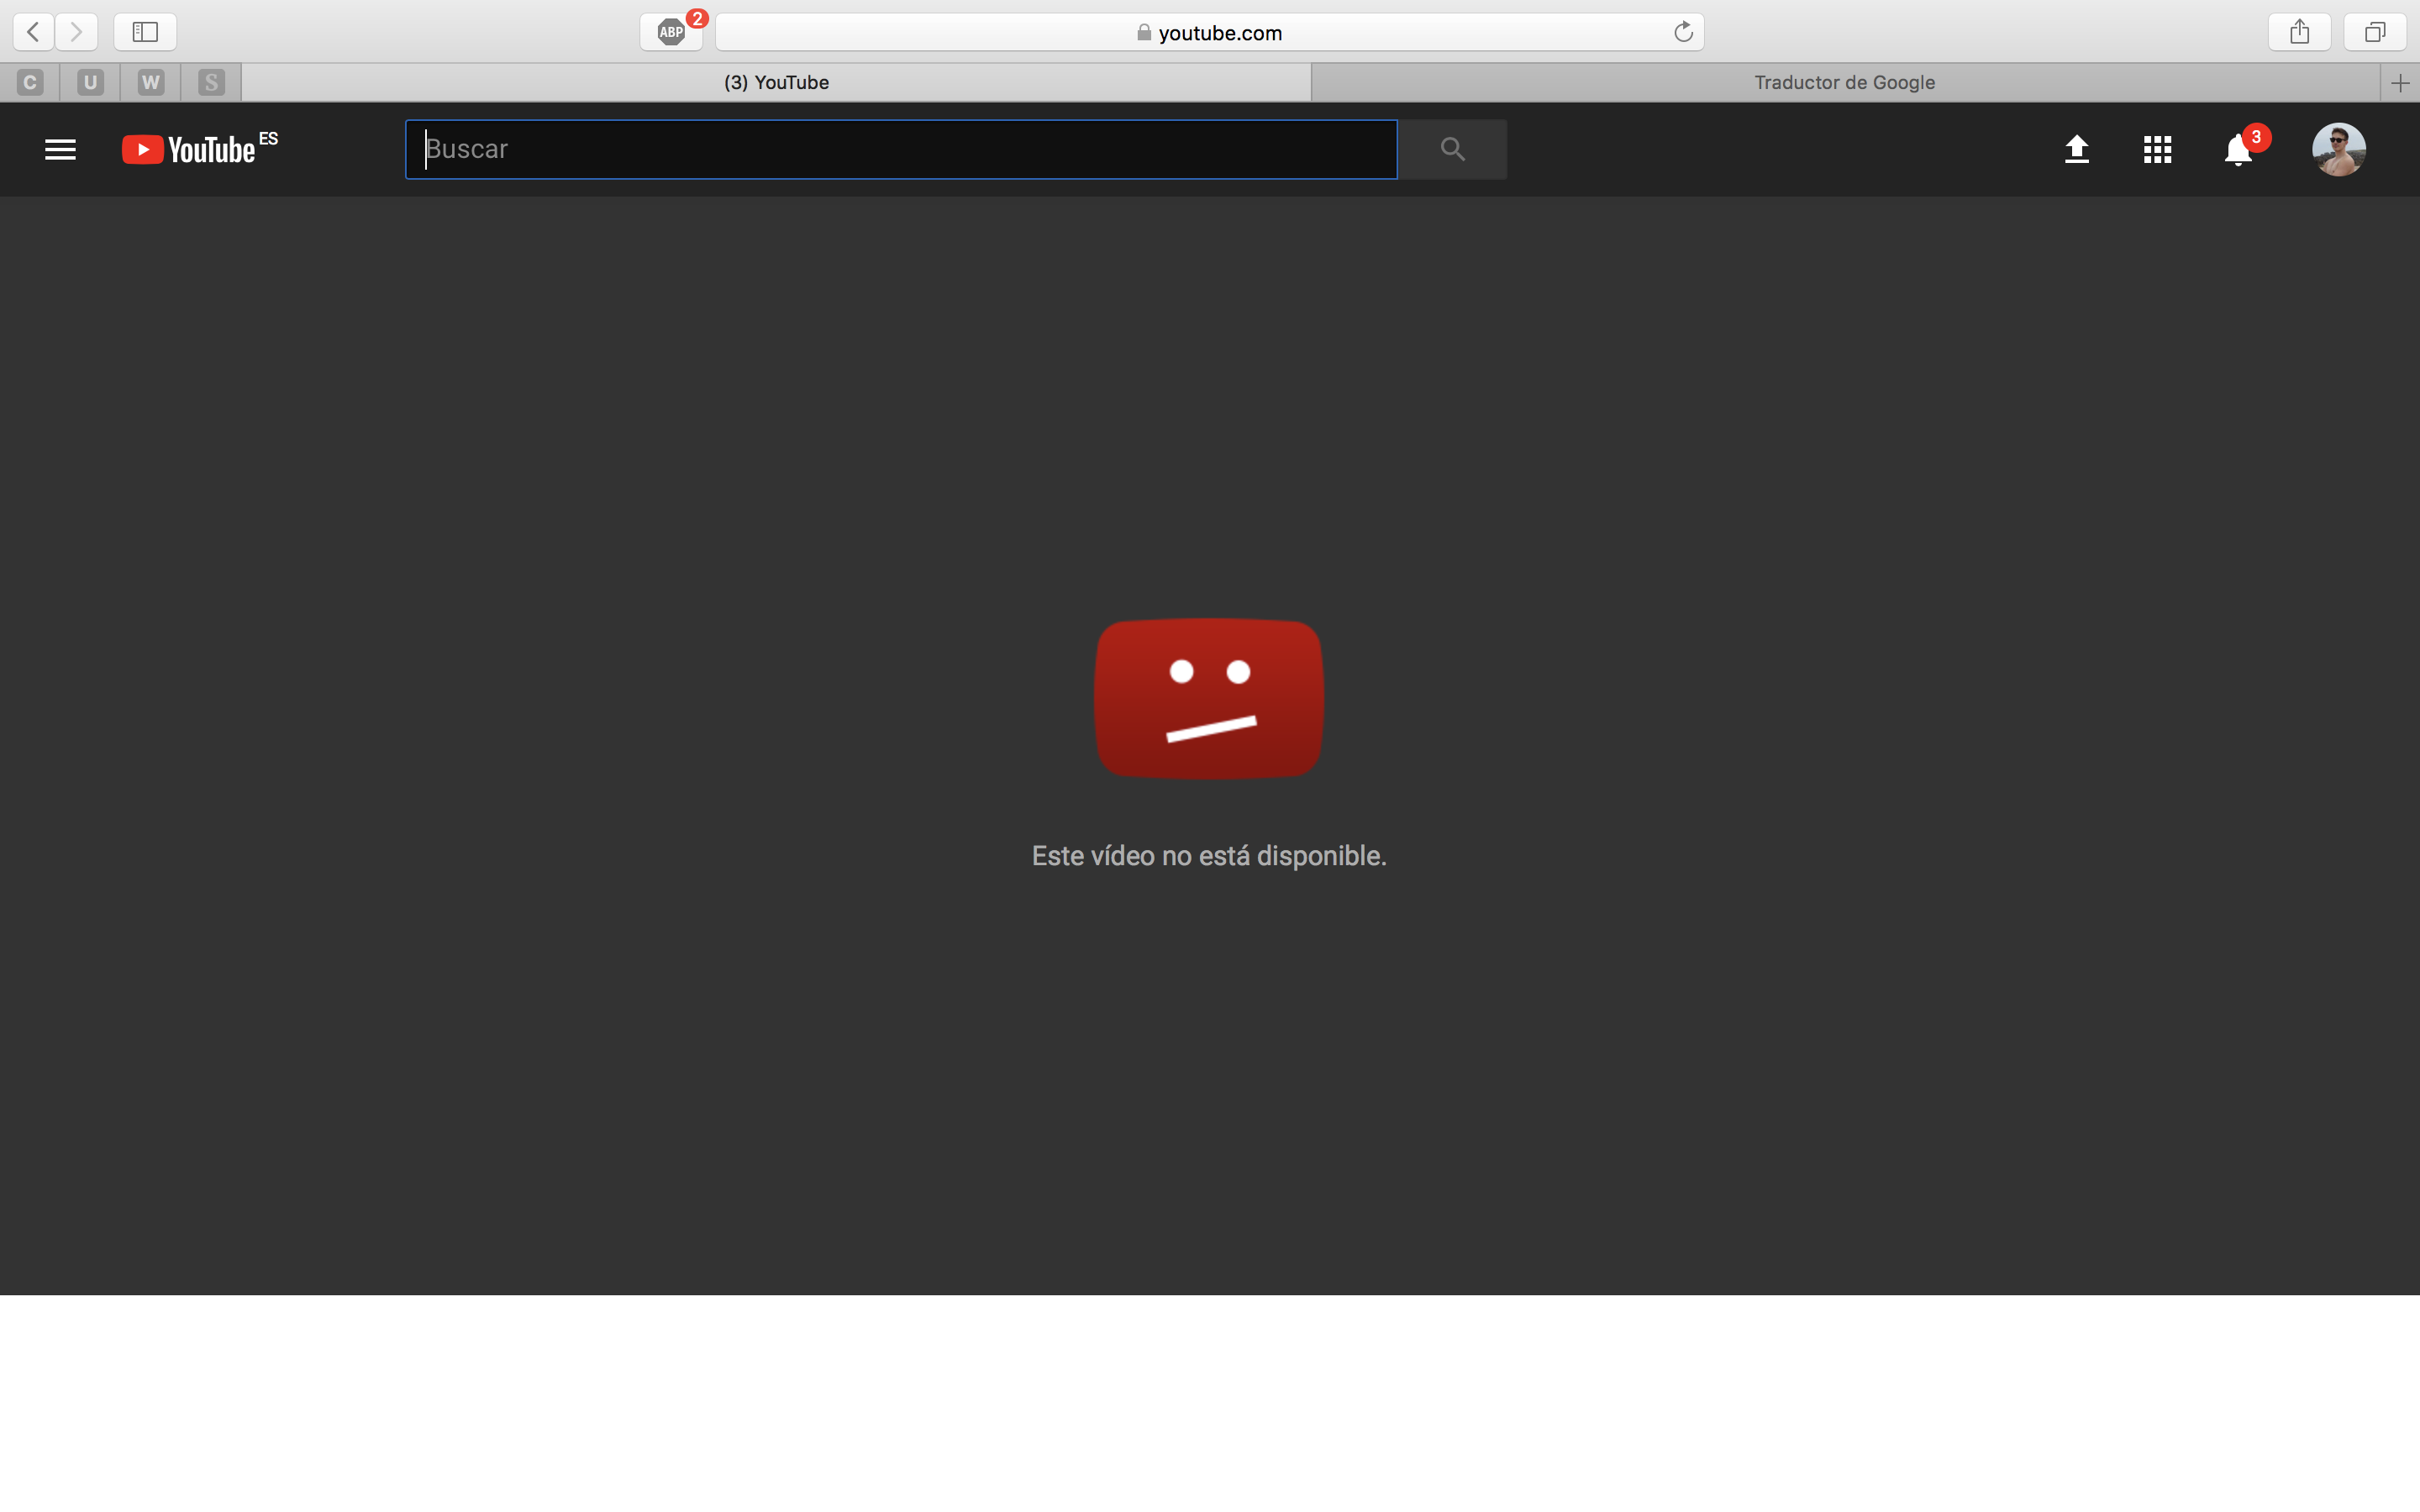 ABP 2
youtube.com
C U W S (3) YouTube Traductor de Google
YouTube ES Buscar 3
Este vídeo no está disponible.